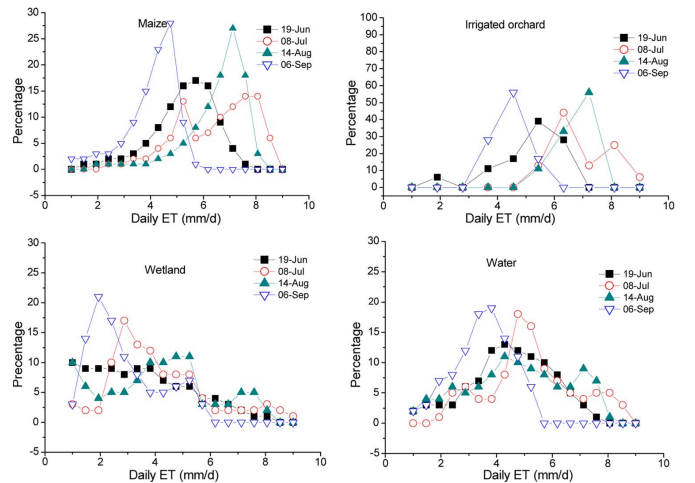 Maize
19-Jun
08-Jul
14-Aug
06-Sep
30
25
20
15
10
5
0
-5
Percentage
0 2 4 6 8 10
Daily ET (mm/d)
Irrigated orchard
19-Jun
08-Jul
14-Aug
06-Sep
100
90
80
70
60
50
40
30
20
10
0
Percentage
0 2 4 6 8 10
Daily ET (mm/d)
Wetland
19-Jun
08-Jul
14-Aug
06-Sep
30
25
20
15
10
5
0
-5
Precentage
0 2 4 6 8 10
Daily ET (mm/d)
Water
19-Jun
08-Jul
14-Aug
06-Sep
30
25
20
15
10
5
0
-5
Percentage
0 2 4 6 8 10
Daily ET (mm/d)